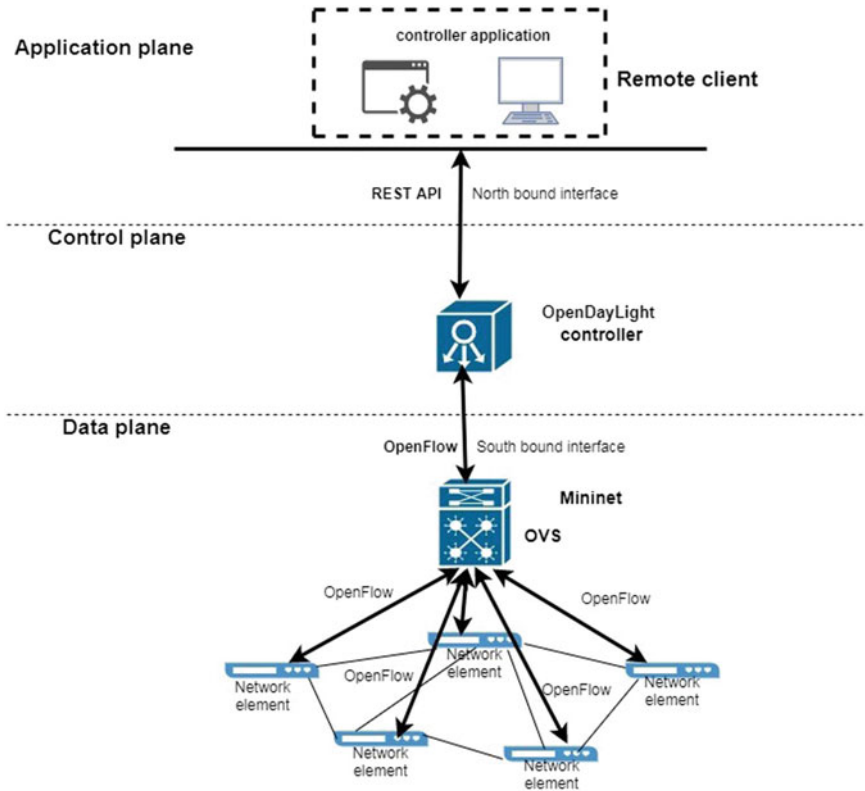 controller application
Application plane
Remote client
REST API North bound interface
Control plane
OpenDayLight
controller
Data plane
OpenFlow South bound interface
Mininet
OVS
OpenFlow
OpenFlow
Network
element
OpenFlow
Network
element
OpenFlow
Network
element
Network
element
Network
element